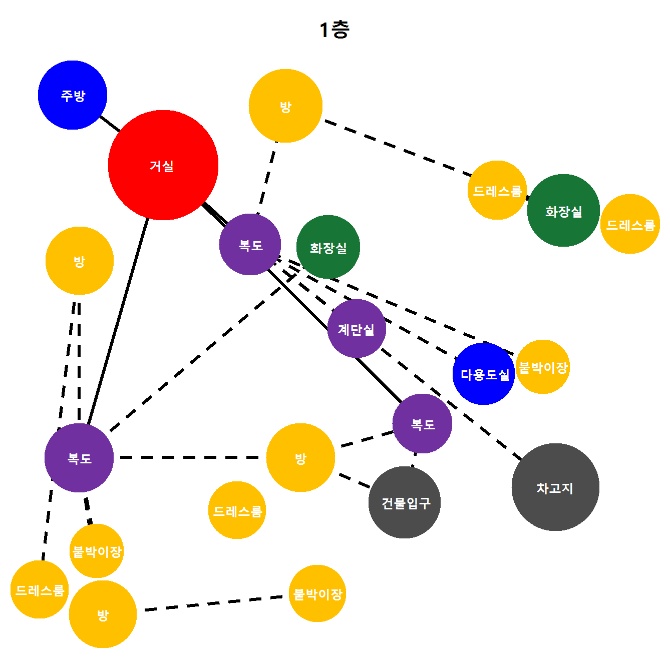 1층
주방
방
거실
드레스룸
화장실
드레스룸
복도
화장실
방
계단실
다용도실
붙박이장
복도
복도
방
차고지
건물입구
드레스룸
붙박이장
드레스룸
방
붙박이장